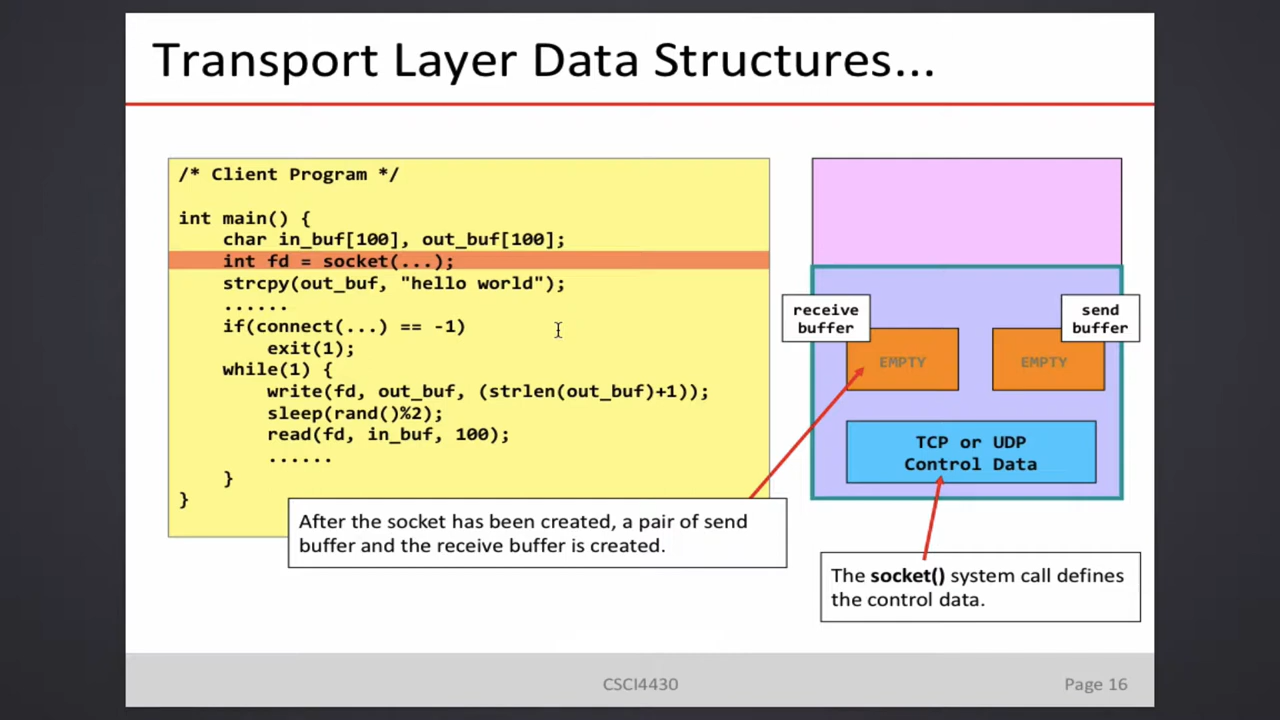 Transport Layer Data Structures...
/* Client Program */
int main() {
char in_buf[100], out_buf[100];
int fd = socket(...);
strcpy(out_buf, "hello world");
......
if(connect(...) == -1)
exit(1);
while(1) {
write(fd, out_buf, (strlen(out_buf)+1));
sleep(rand()%2);
read(fd, in_buf, 100);
......
}
}
After the socket has been created, a pair of send
buffer and the receive buffer is created.
receive
buffer
send
buffer
EMPTY
EMPTY
TCP or UDP
Control Data
The socket() system call defines
the control data.
CSCI4430
Page 16